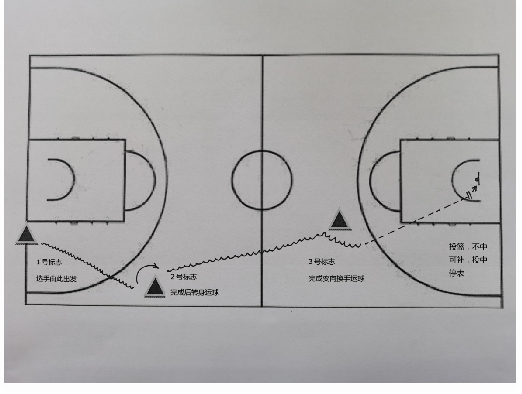 1号标志
选手由此出发
2号标志
完成后转身运球
3号标志
完成变向换手运球
投篮，不中
可补，投中
停表